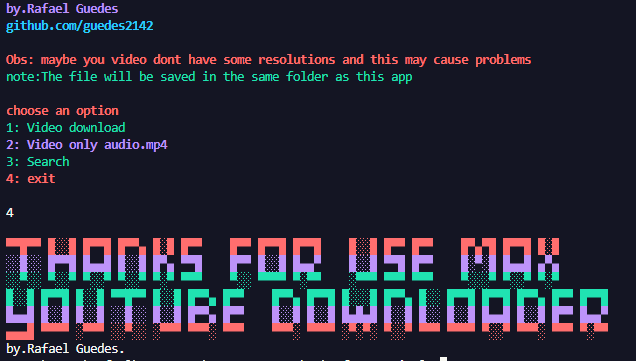 by.Rafael Guedes
github.com/guedes2142
Obs: maybe you video dont have some resolutions and this may cause problems
note:The file will be saved in the same folder as this app
choose an option
1: Video download
2: Video only audio.mp4
3: Search
4: exit
4
THANKS FOR USE MAX
YOUTUBE DOWNLOADER
by.Rafael Guedes.